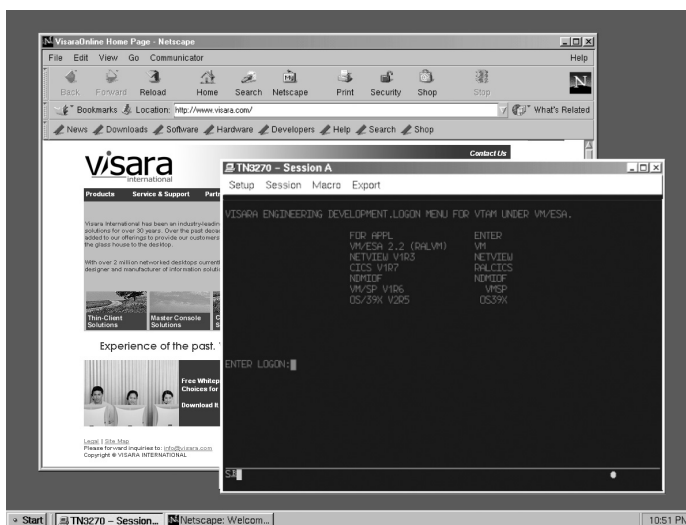 VisaraOnline Home Page - Netscape
File Edit View Go Communicator Help
Back Forward Reload Home Search Netscape Print Security Shop Stop
N
Bookmarks Location: http://www.visara.com/ What's Related
News Downloads Software Hardware Developers Help Search Shop
Contact Us
visara
international
Products Service & Support
Visara International has been an
solutions for over 30 years. Over the past
added to our offerings to provide our customers
the glass house to the desktop.
With over 2 million networked desktops
designer and manufacturer of information
Thin-Client
Solutions
Master Console
Solutions
Experience of the past.
Free
Choices for
Download it
Legal | Site Map
Please forward inquiries to: info@visara.com
Copyright © VISARA INTERNATIONAL
TN3270 – Session A
Setup Session Macro Export
VISARA ENGINEERING DEVELOPMENT.LOGON MENU FOR VTAM UNDER VM/ESA.
FOR APPL ENTER
VM/ESA 2.2 (RALVM) VM
NETVIEW V1R3 NETVIEW
CICS V1R7 RALCICS
NDMIOF NDMIOF
VM/SP V1R6 VMSP
OS/39X V2R5 OS39X
ENTER LOGON:
Start TN3270 – Session... Netscape: Welcom... 10:51 PM